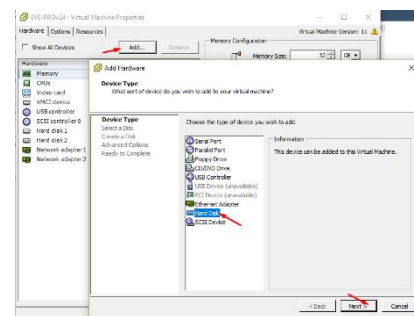 EVE-PROv14 - Virtual Machine Properties
Hardware Options Resources
Virtual Machine Version: 11
Show All Devices
Add...
Remove
Memory Configuration
Memory Size: 32 GB
Hardware
Memory
CPUs
Video card
VMCI device
USB controller
SCSI controller 0
Hard disk 1
Hard disk 2
Network adapter 1
Network adapter 2
Add Hardware
Device Type
What sort of device do you wish to add to your virtual machine?
Device Type
Select a Disk
Create a Disk
Advanced Options
Ready to Complete
Choose the type of device you wish to add.
Serial Port
Parallel Port
Floppy Drive
CD/DVD Drive
USB Controller
USB Device (unavailable)
PCI Device (unavailable)
Ethernet Adapter
Hard Disk
SCSI Device
Information
This device can be added to this Virtual Machine.
< Back
Next >
Cancel